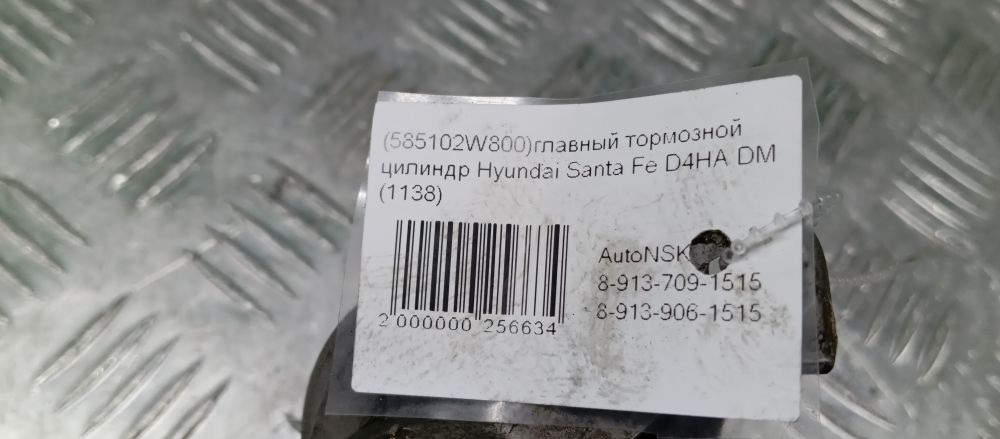 (585102W800)главный тормозной
цилиндр Hyundai Santa Fe D4HA DM
(1138)
AutoNSK
8-913-709-1515
8-913-906-1515
2 000000 256634